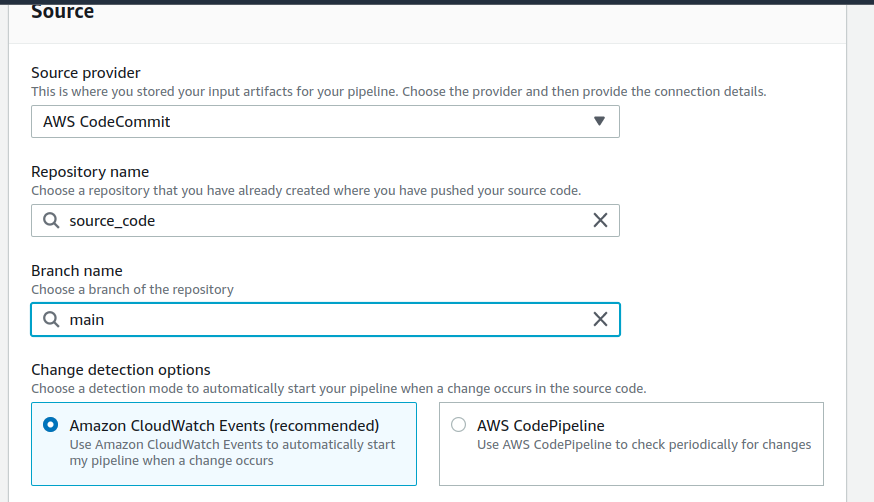 Source
Source provider
This is where you stored your input artifacts for your pipeline. Choose the provider and then provide the connection details.
AWS CodeCommit
Repository name
Choose a repository that you have already created where you have pushed your source code.
source_code
Branch name
Choose a branch of the repository
main
Change detection options
Choose a detection mode to automatically start your pipeline when a change occurs in the source code.
Amazon CloudWatch Events (recommended)
Use Amazon CloudWatch Events to automatically start
my pipeline when a change occurs
AWS CodePipeline
Use AWS CodePipeline to check periodically for changes